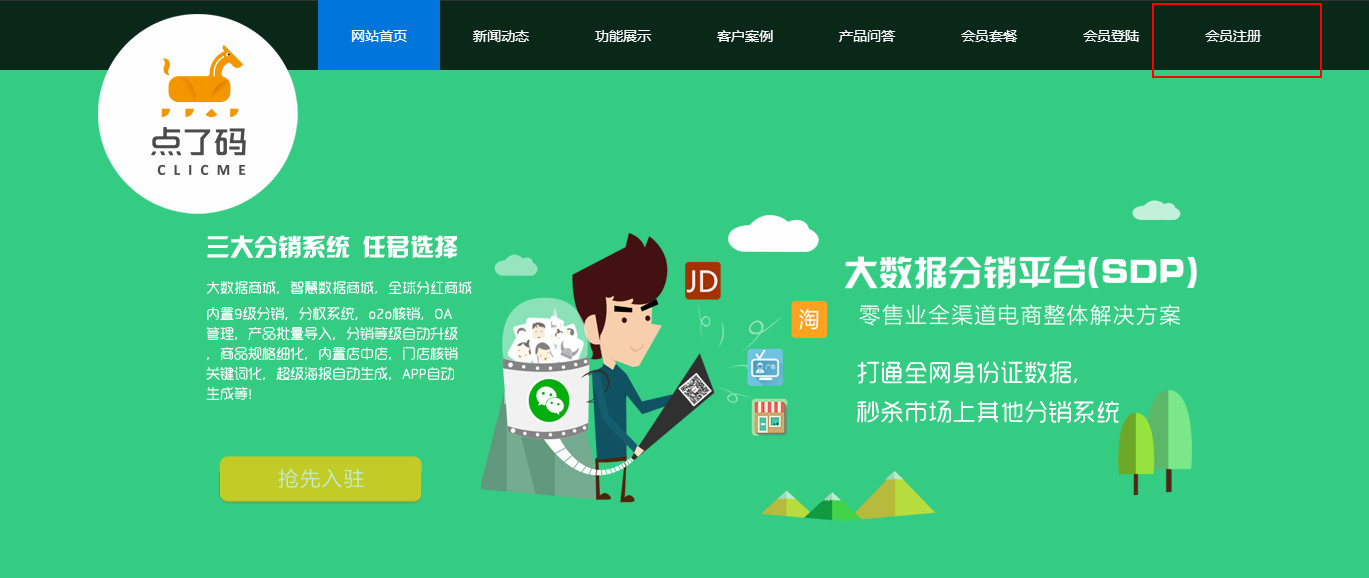 网站首页 新闻动态 功能展示 客户案例 产品问答 会员套餐 会员登陆 会员注册
点了码
CLICME
三大分销系统 任君选择
大数据商城, 智慧数据商城, 全球分红商城
内置9级分销, 分权系统, o2o核销, OA
管理, 产品批量导入, 分销等级自动升级
, 商品规格细化, 内置店中店, 门店核销
关键词化, 超级海报自动生成, APP自动
生成等!
抢先入驻
JD
淘
大数据分销平台(SDP)
零售业全渠道电商整体解决方案
打通全网身份证数据,
秒杀市场上其他分销系统